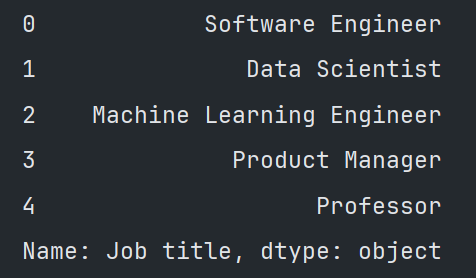 0 Software Engineer
1 Data Scientist
2 Machine Learning Engineer
3 Product Manager
4 Professor
Name: Job title, dtype: object